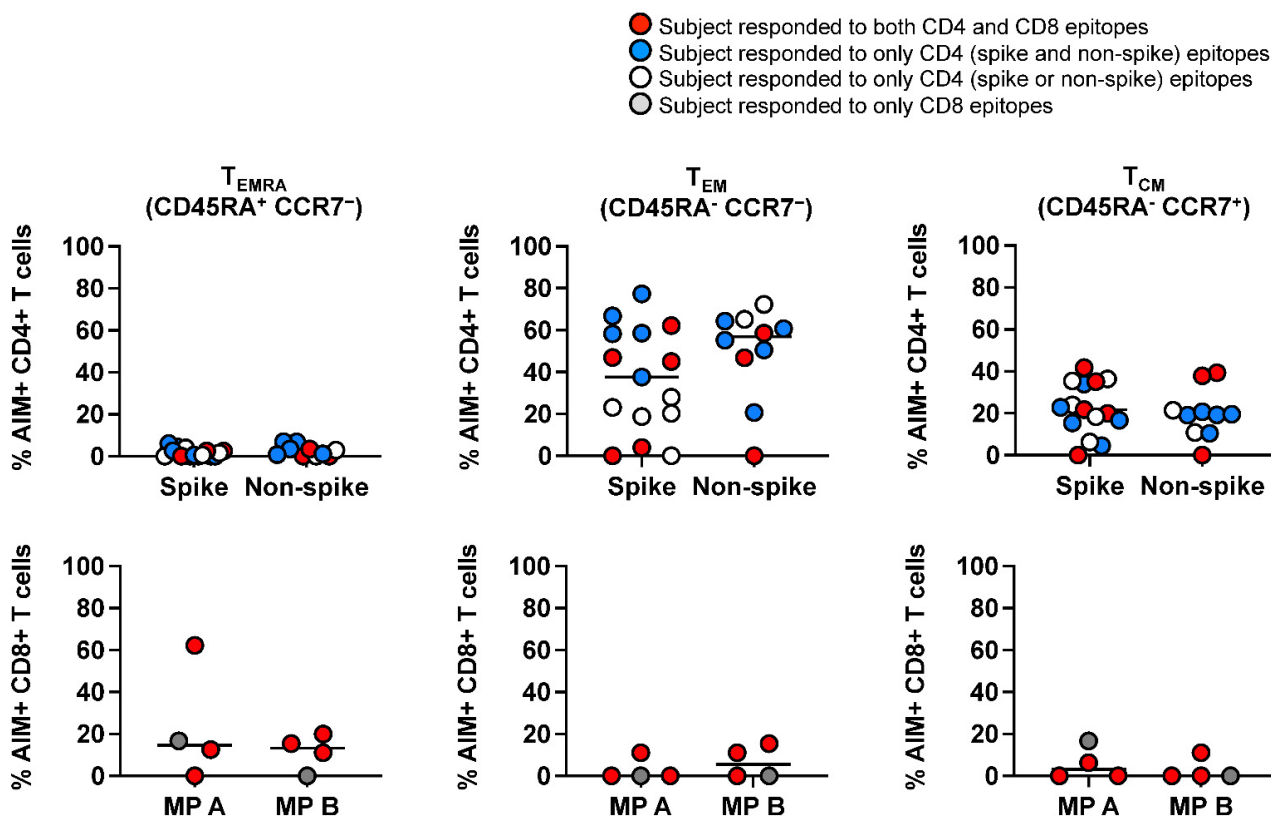 Subject responded to both CD4 and CD8 epitopes
Subject responded to only CD4 (spike and non-spike) epitopes
Subject responded to only CD4 (spike or non-spike) epitopes
Subject responded to only CD8 epitopes
T_EMRA
(CD45RA⁺ CCR7⁻)
% AIM+ CD4+ T cells
100
80
60
40
20
0
Spike Non-spike
T_EM
(CD45RA⁻ CCR7⁻)
% AIM+ CD4+ T cells
100
80
60
40
20
0
Spike Non-spike
T_CM
(CD45RA⁻ CCR7⁺)
% AIM+ CD4+ T cells
100
80
60
40
20
0
Spike Non-spike
% AIM+ CD8+ T cells
100
80
60
40
20
0
MP A MP B
% AIM+ CD8+ T cells
100
80
60
40
20
0
MP A MP B
% AIM+ CD8+ T cells
100
80
60
40
20
0
MP A MP B